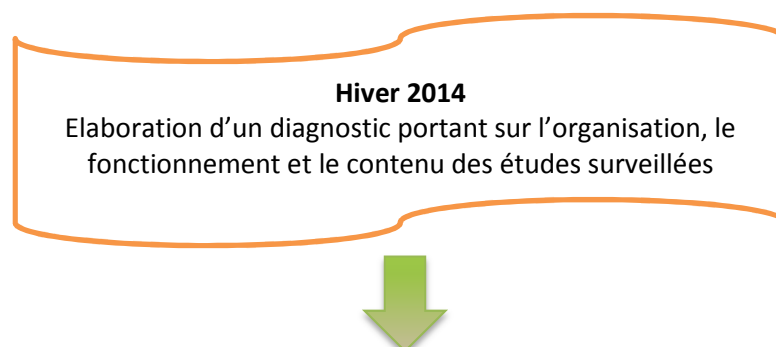 Hiver 2014
Elaboration d’un diagnostic portant sur l’organisation, le
fonctionnement et le contenu des études surveillées